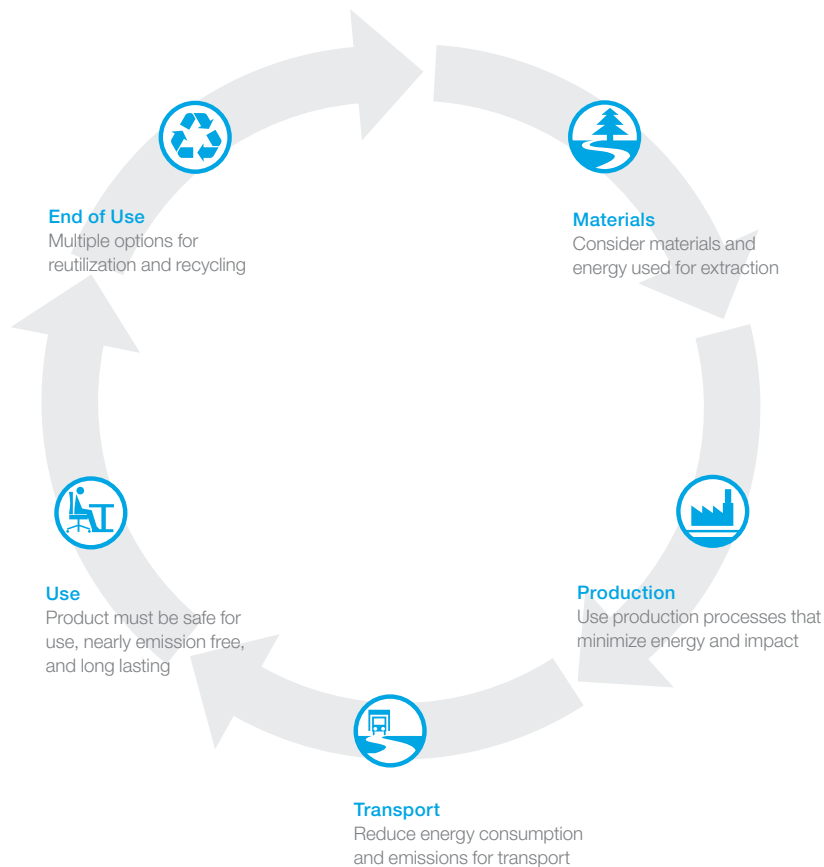 End of Use
Multiple options for
reutilization and recycling
Materials
Consider materials and
energy used for extraction
Use
Product must be safe for
use, nearly emission free,
and long lasting
Production
Use production processes that
minimize energy and impact
Transport
Reduce energy consumption
and emissions for transport